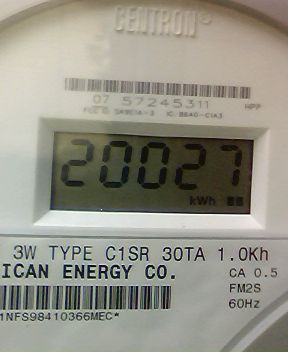 CENTRON
07 57245311 HPP
20027
kWh
3W TYPE C1SR 30TA 1.0Kh
ICAN ENERGY CO. CA 0.5
FM2S
60Hz
1NFS98410366MEC*